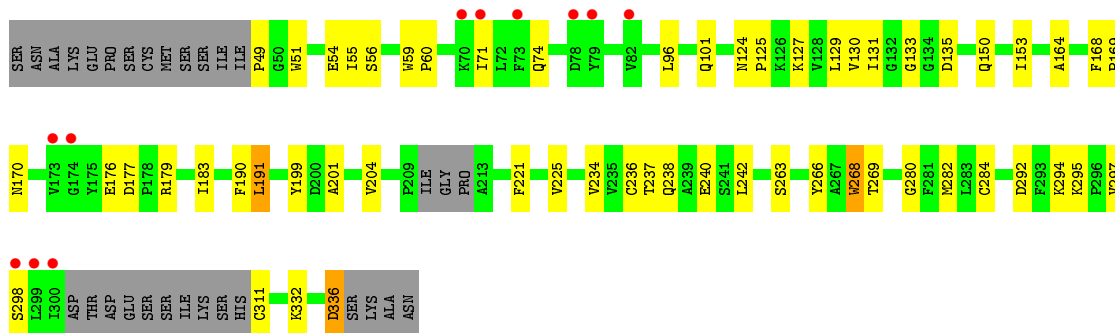 SER ASN ALA LYS GLU PRO SER CYS MET SER SER ILE ILE P49 G50 W51 E54 I55 S56 W59 P60 K70 I71 L72 F73 Q74 D78 Y79 V82 L96 Q101 N124 P125 K126 K127 V128 L129 V130 I131 G132 G133 G134 D135 Q150 I153 A164 F168
N170 V173 G174 Y175 E176 D177 P178 R179 I183 F190 L191 Y199 D200 A201 V204 P209 ILE GLY PRO A213 F221 V225 V234 V235 C236 T237 Q238 A239 E240 S241 L242 S263 Y266 A267 W268 T269 G280 F281 M282 L283 C284 D292 F293 K294 K295 P296
S298 L299 I300 ASP THR ASP GLU SER SER ILE LYS SER HIS C311 K332 D336 SER LYS ALA ASN